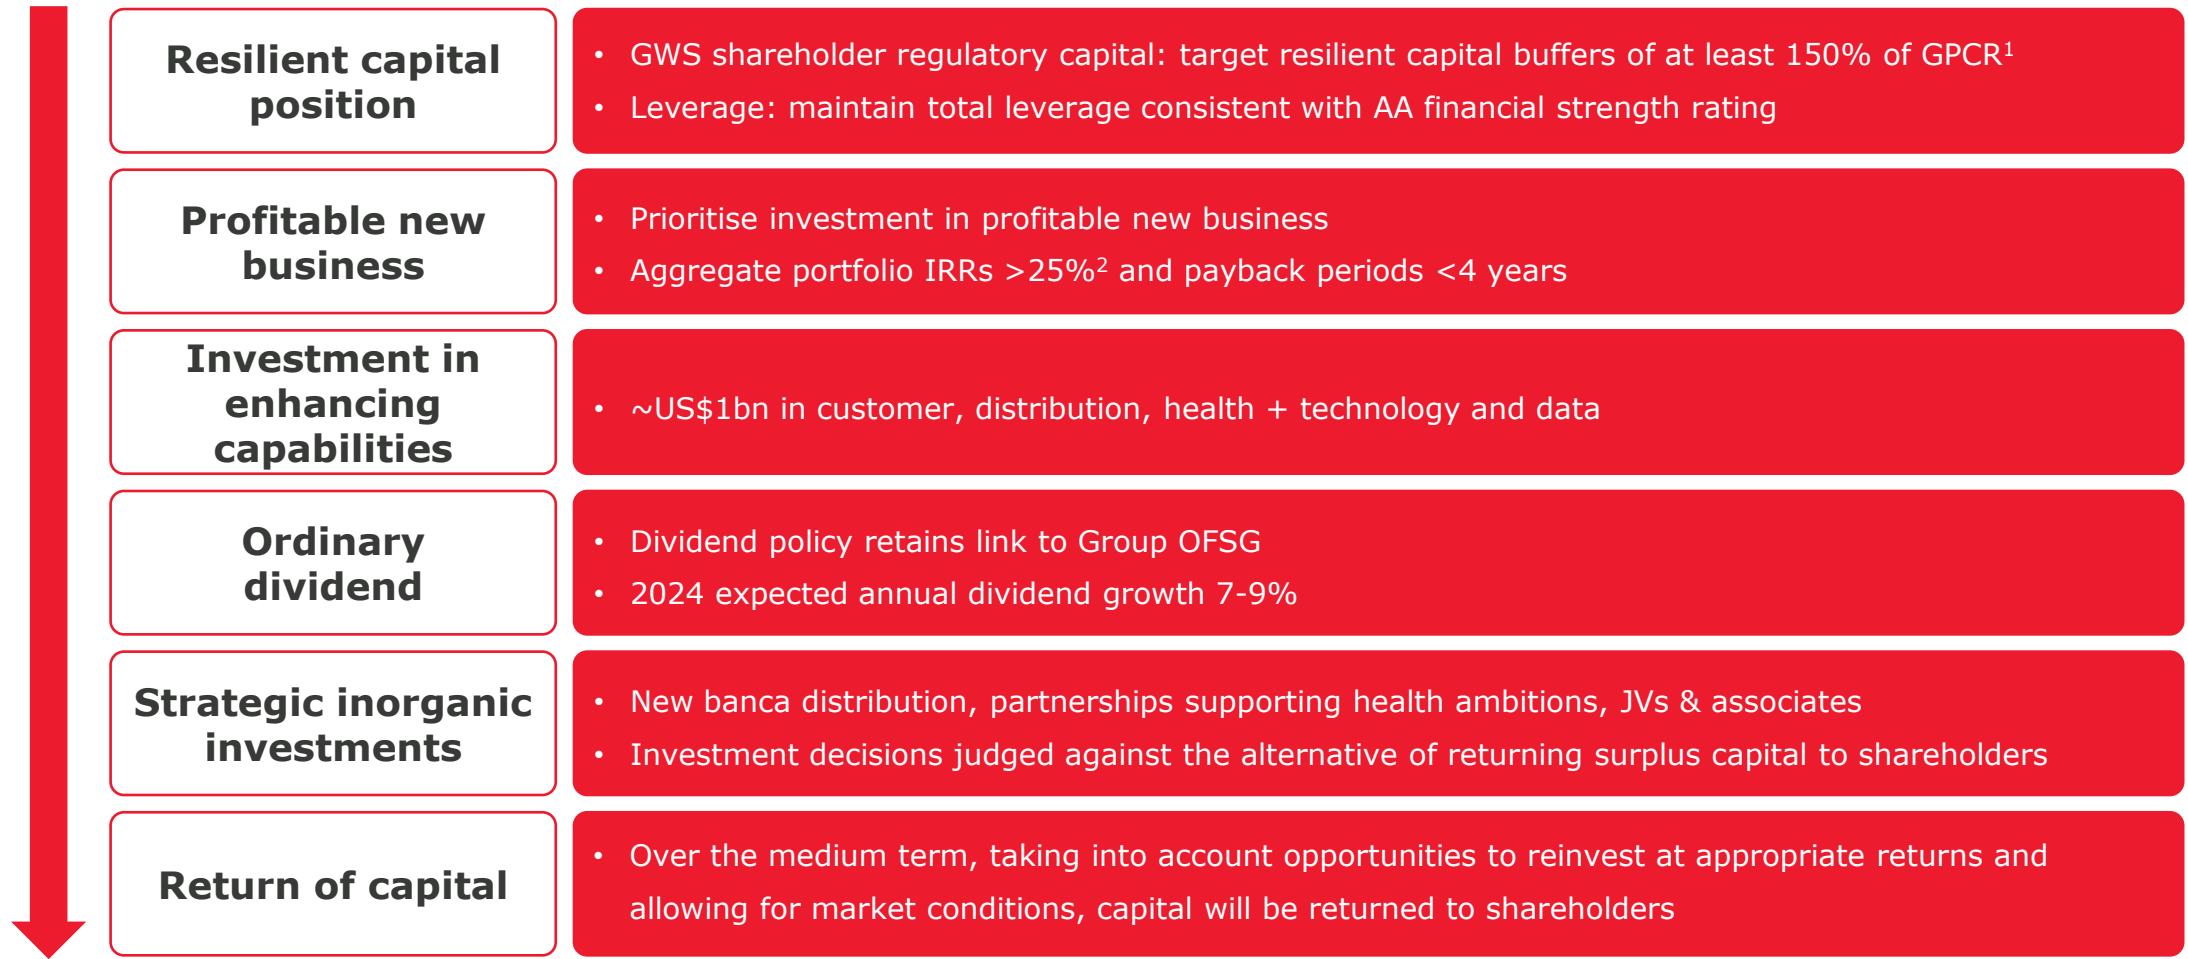 Resilient capital
position
• GWS shareholder regulatory capital: target resilient capital buffers of at least 150% of GPCR¹
• Leverage: maintain total leverage consistent with AA financial strength rating
Profitable new
business
• Prioritise investment in profitable new business
• Aggregate portfolio IRRs >25%² and payback periods <4 years
Investment in
enhancing
capabilities
• ~US$1bn in customer, distribution, health + technology and data
Ordinary
dividend
• Dividend policy retains link to Group OFSG
• 2024 expected annual dividend growth 7-9%
Strategic inorganic
investments
• New banca distribution, partnerships supporting health ambitions, JVs & associates
• Investment decisions judged against the alternative of returning surplus capital to shareholders
Return of capital
• Over the medium term, taking into account opportunities to reinvest at appropriate returns and
allowing for market conditions, capital will be returned to shareholders